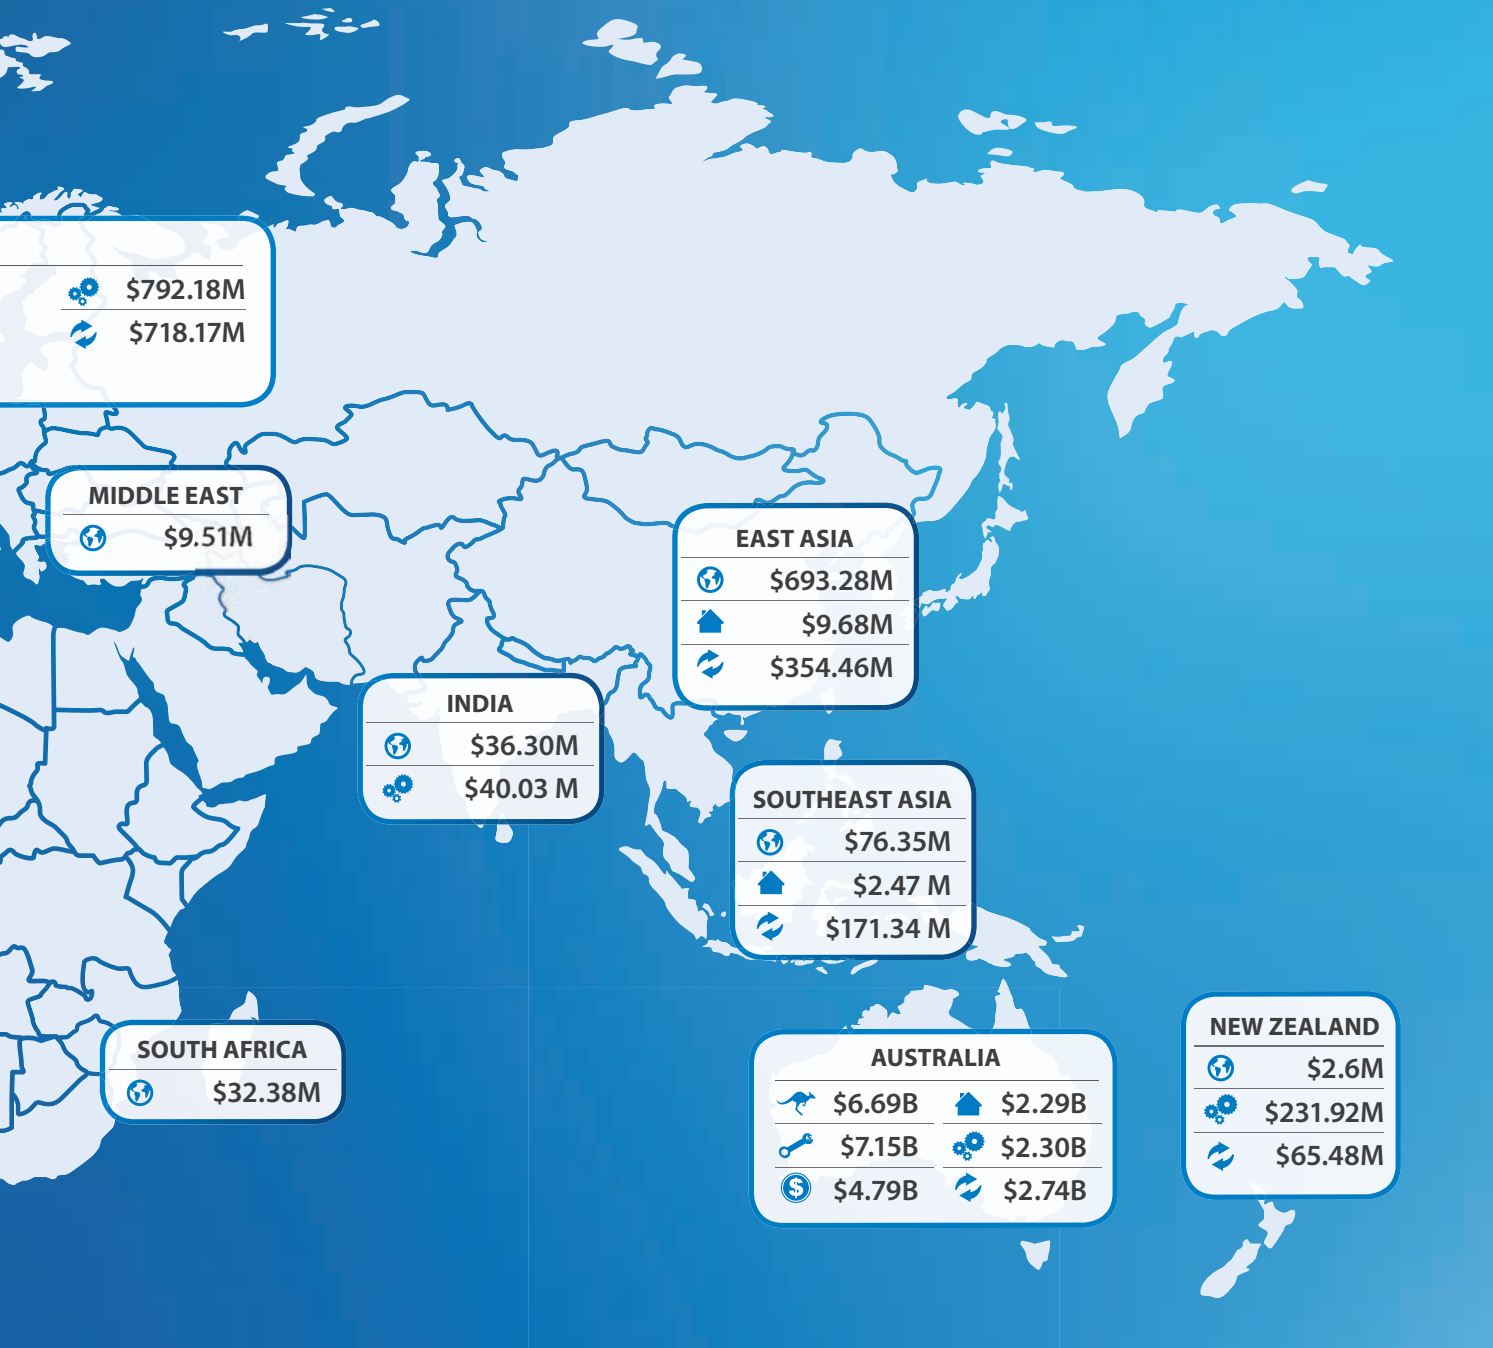 $792.18M
$718.17M
MIDDLE EAST
$9.51M
EAST ASIA
$693.28M
$9.68M
$354.46M
INDIA
$36.30M
$40.03 M
SOUTHEAST ASIA
$76.35M
$2.47 M
$171.34 M
SOUTH AFRICA
$32.38M
AUSTRALIA
$6.69B $2.29B
$7.15B $2.30B
$4.79B $2.74B
NEW ZEALAND
$2.6M
$231.92M
$65.48M